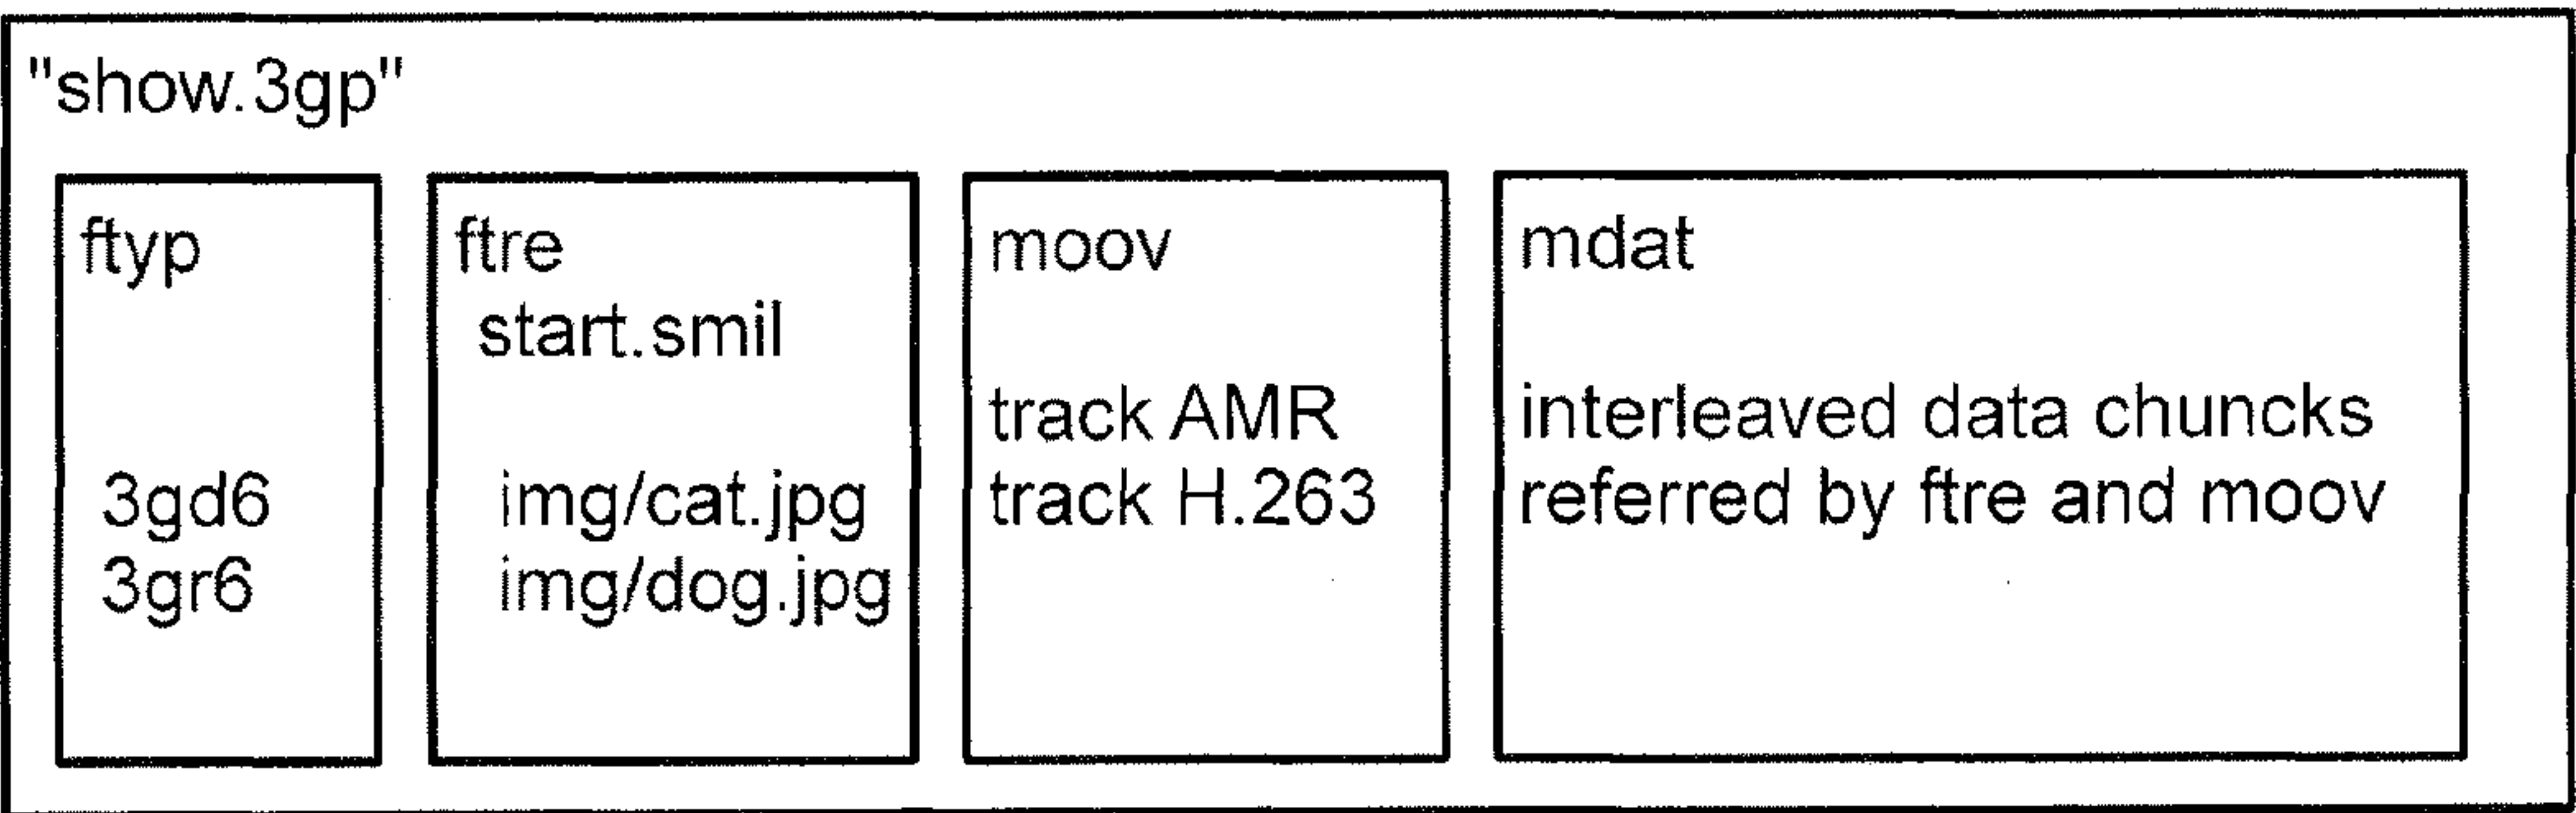 "show.3gp"
ftyp
3gd6
3gr6
ftre
start.smil
img/cat.jpg
img/dog.jpg
moov
track AMR
track H.263
mdat
interleaved data chuncks
referred by ftre and moov